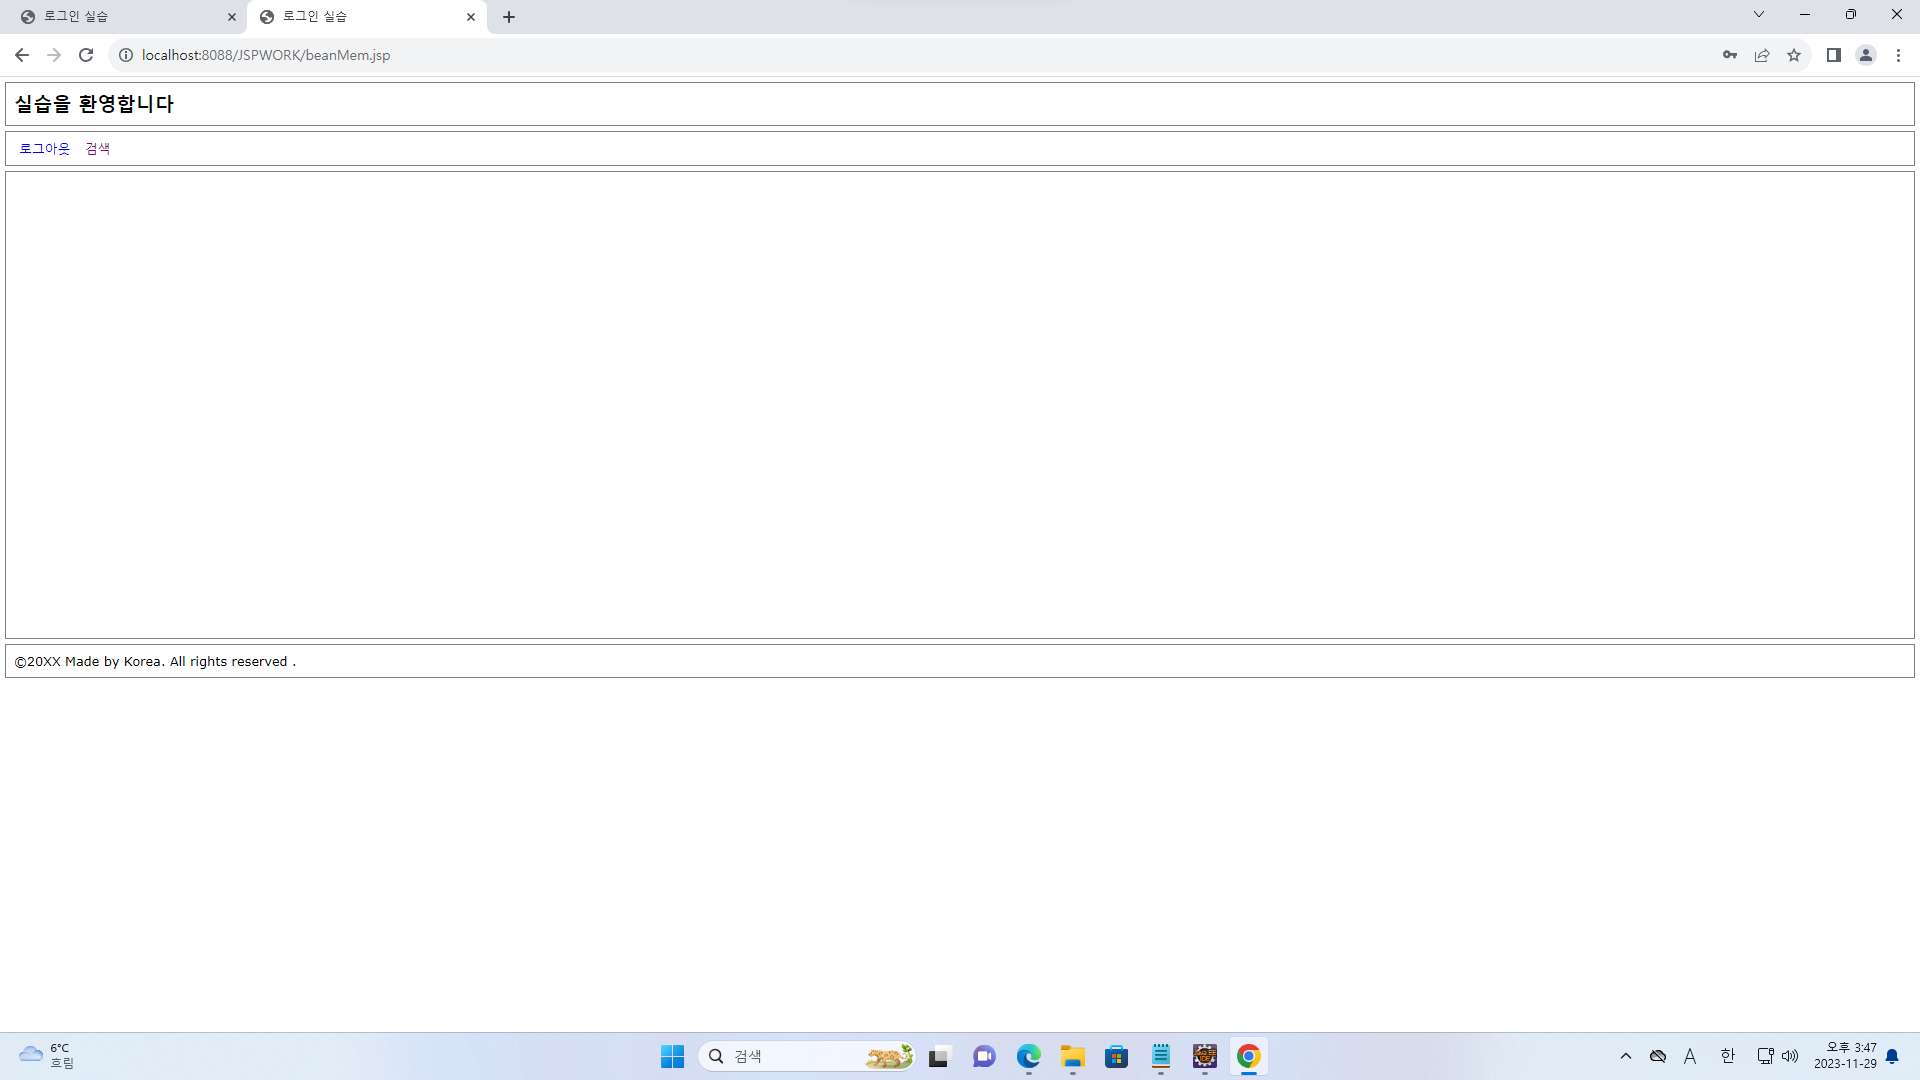 로그인 실습
로그인 실습
localhost:8088/JSPWORK/beanMem.jsp
실습을 환영합니다
로그아웃 검색
©20XX Made by Korea. All rights reserved .
6°C
흐림
검색
A
한
오후 3:47
2023-11-29